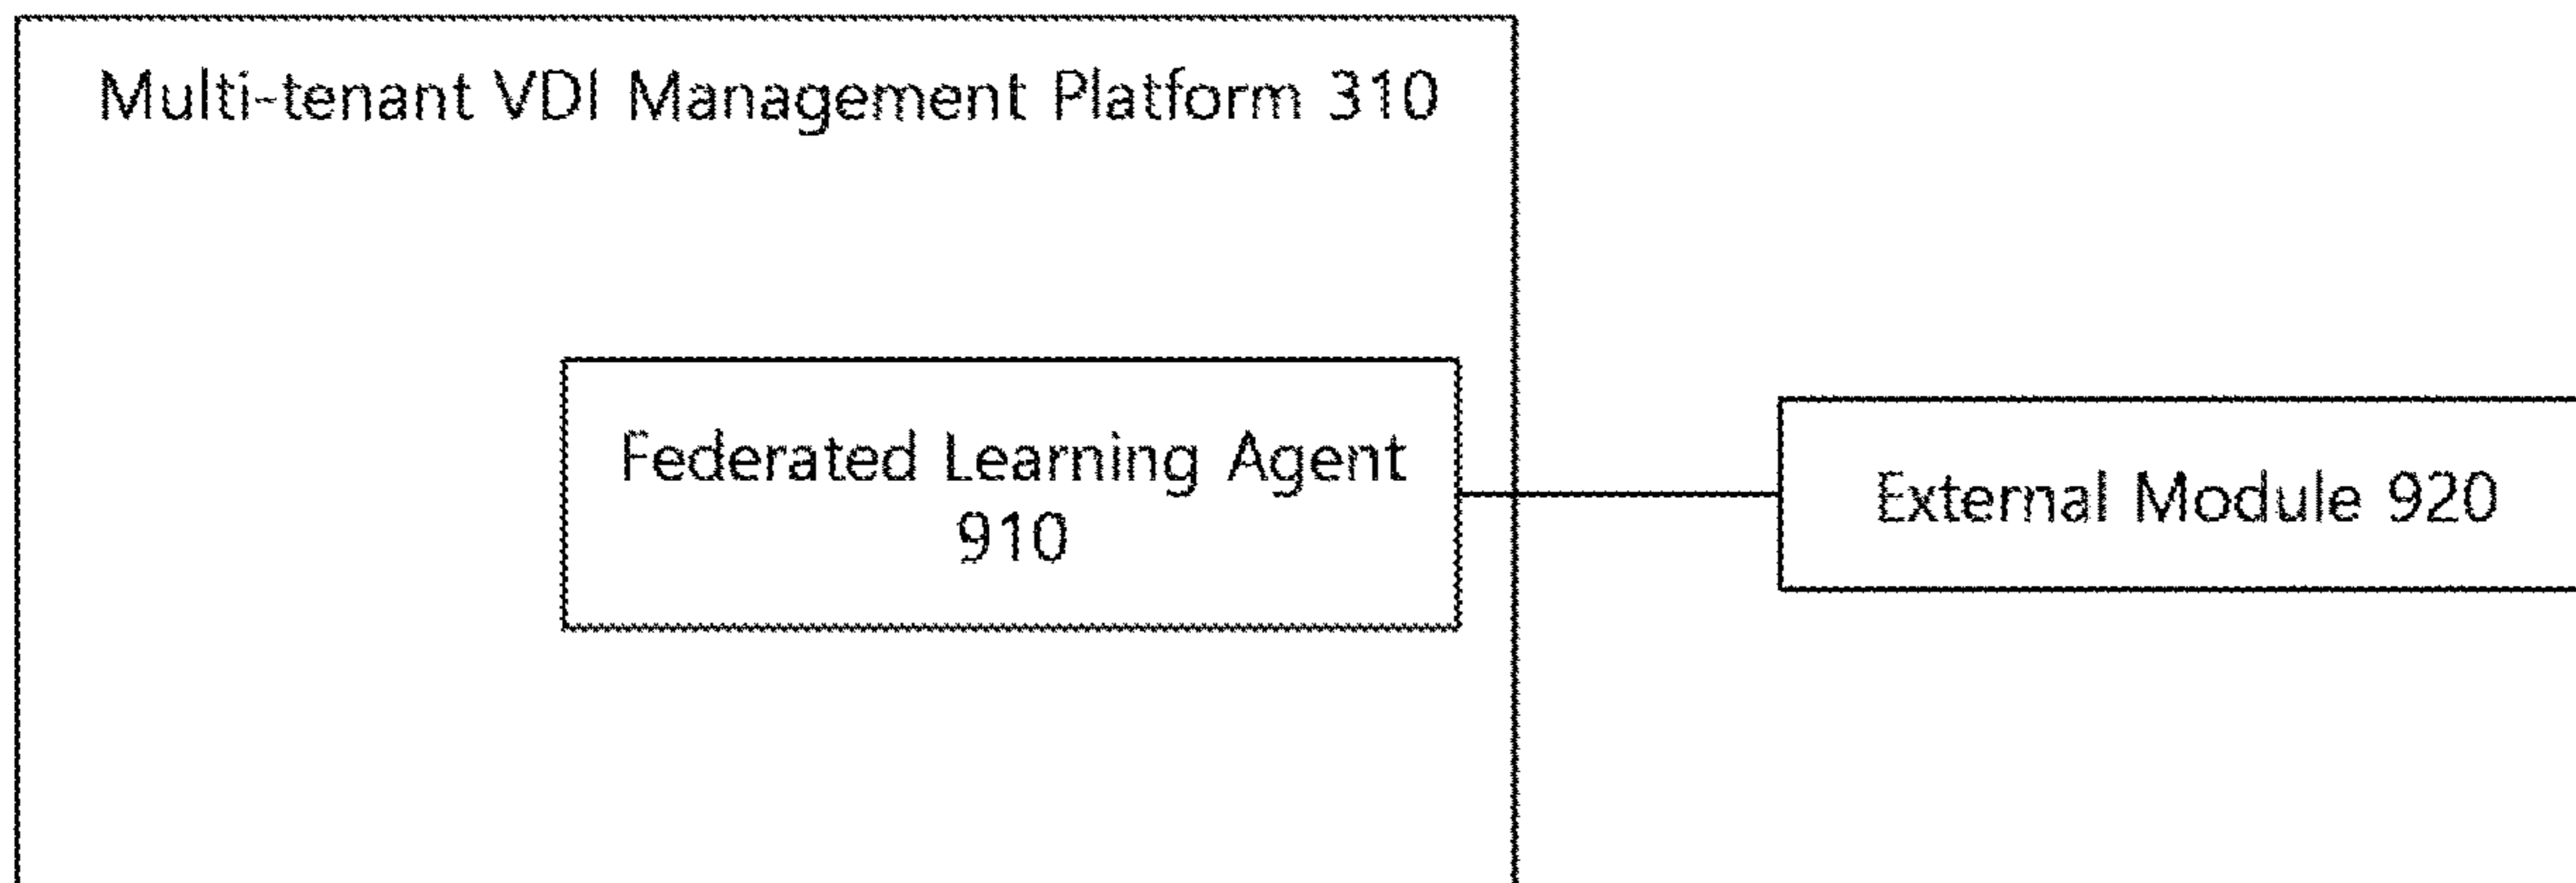 Multi-tenant VDI Management Platform 310
Federated Learning Agent
910
External Module 920